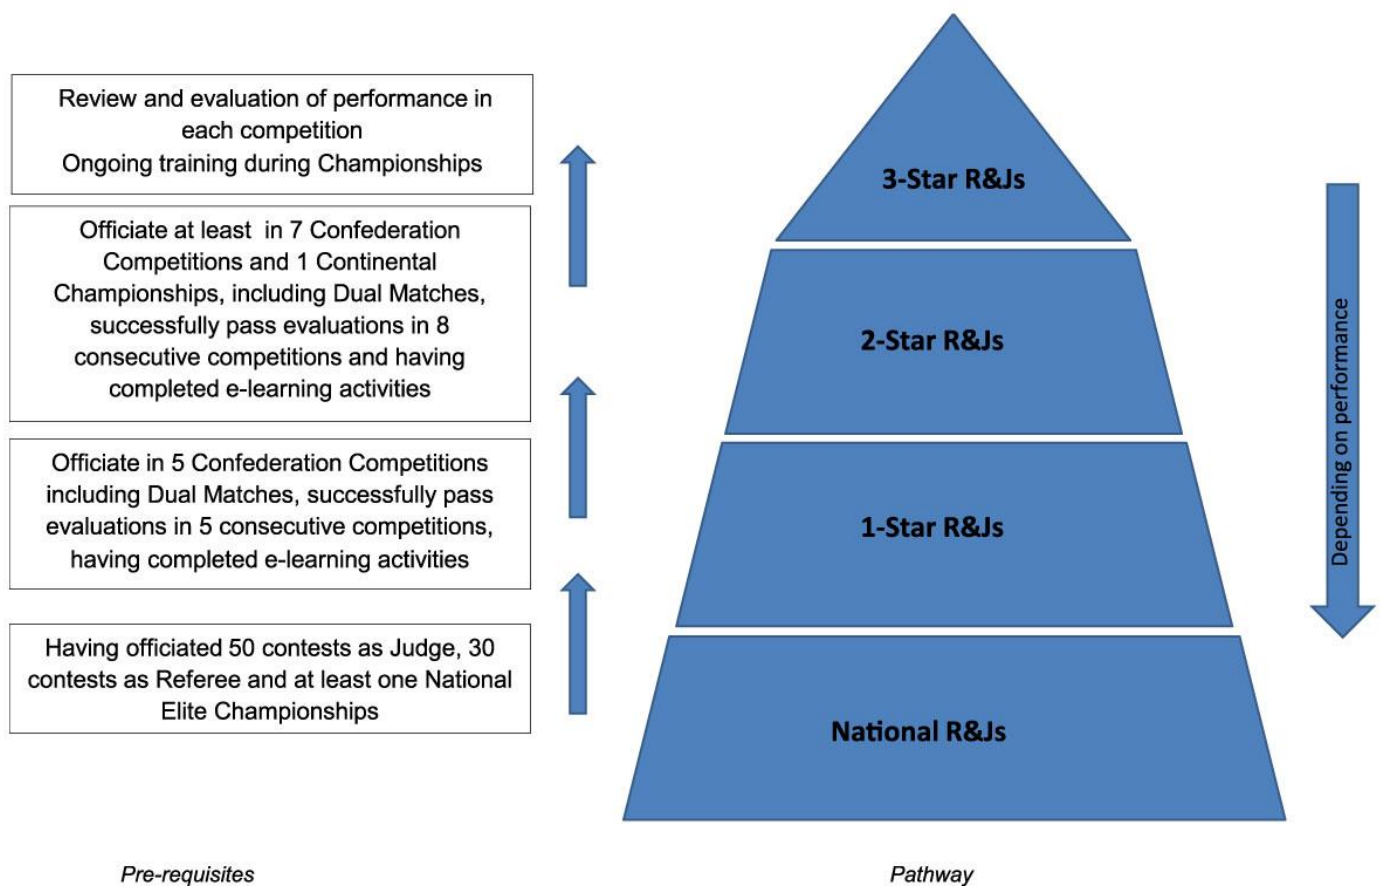 Review and evaluation of performance in
each competition
Ongoing training during Championships
Officiate at least in 7 Confederation
Competitions and 1 Continental
Championships, including Dual Matches,
successfully pass evaluations in 8
consecutive competitions and having
completed e-learning activities
Officiate in 5 Confederation Competitions
including Dual Matches, successfully pass
evaluations in 5 consecutive competitions,
having completed e-learning activities
Having officiated 50 contests as Judge, 30
contests as Referee and at least one National
Elite Championships
Pre-requisites
3-Star R&Js
2-Star R&Js
1-Star R&Js
National R&Js
Pathway
Depending on performance